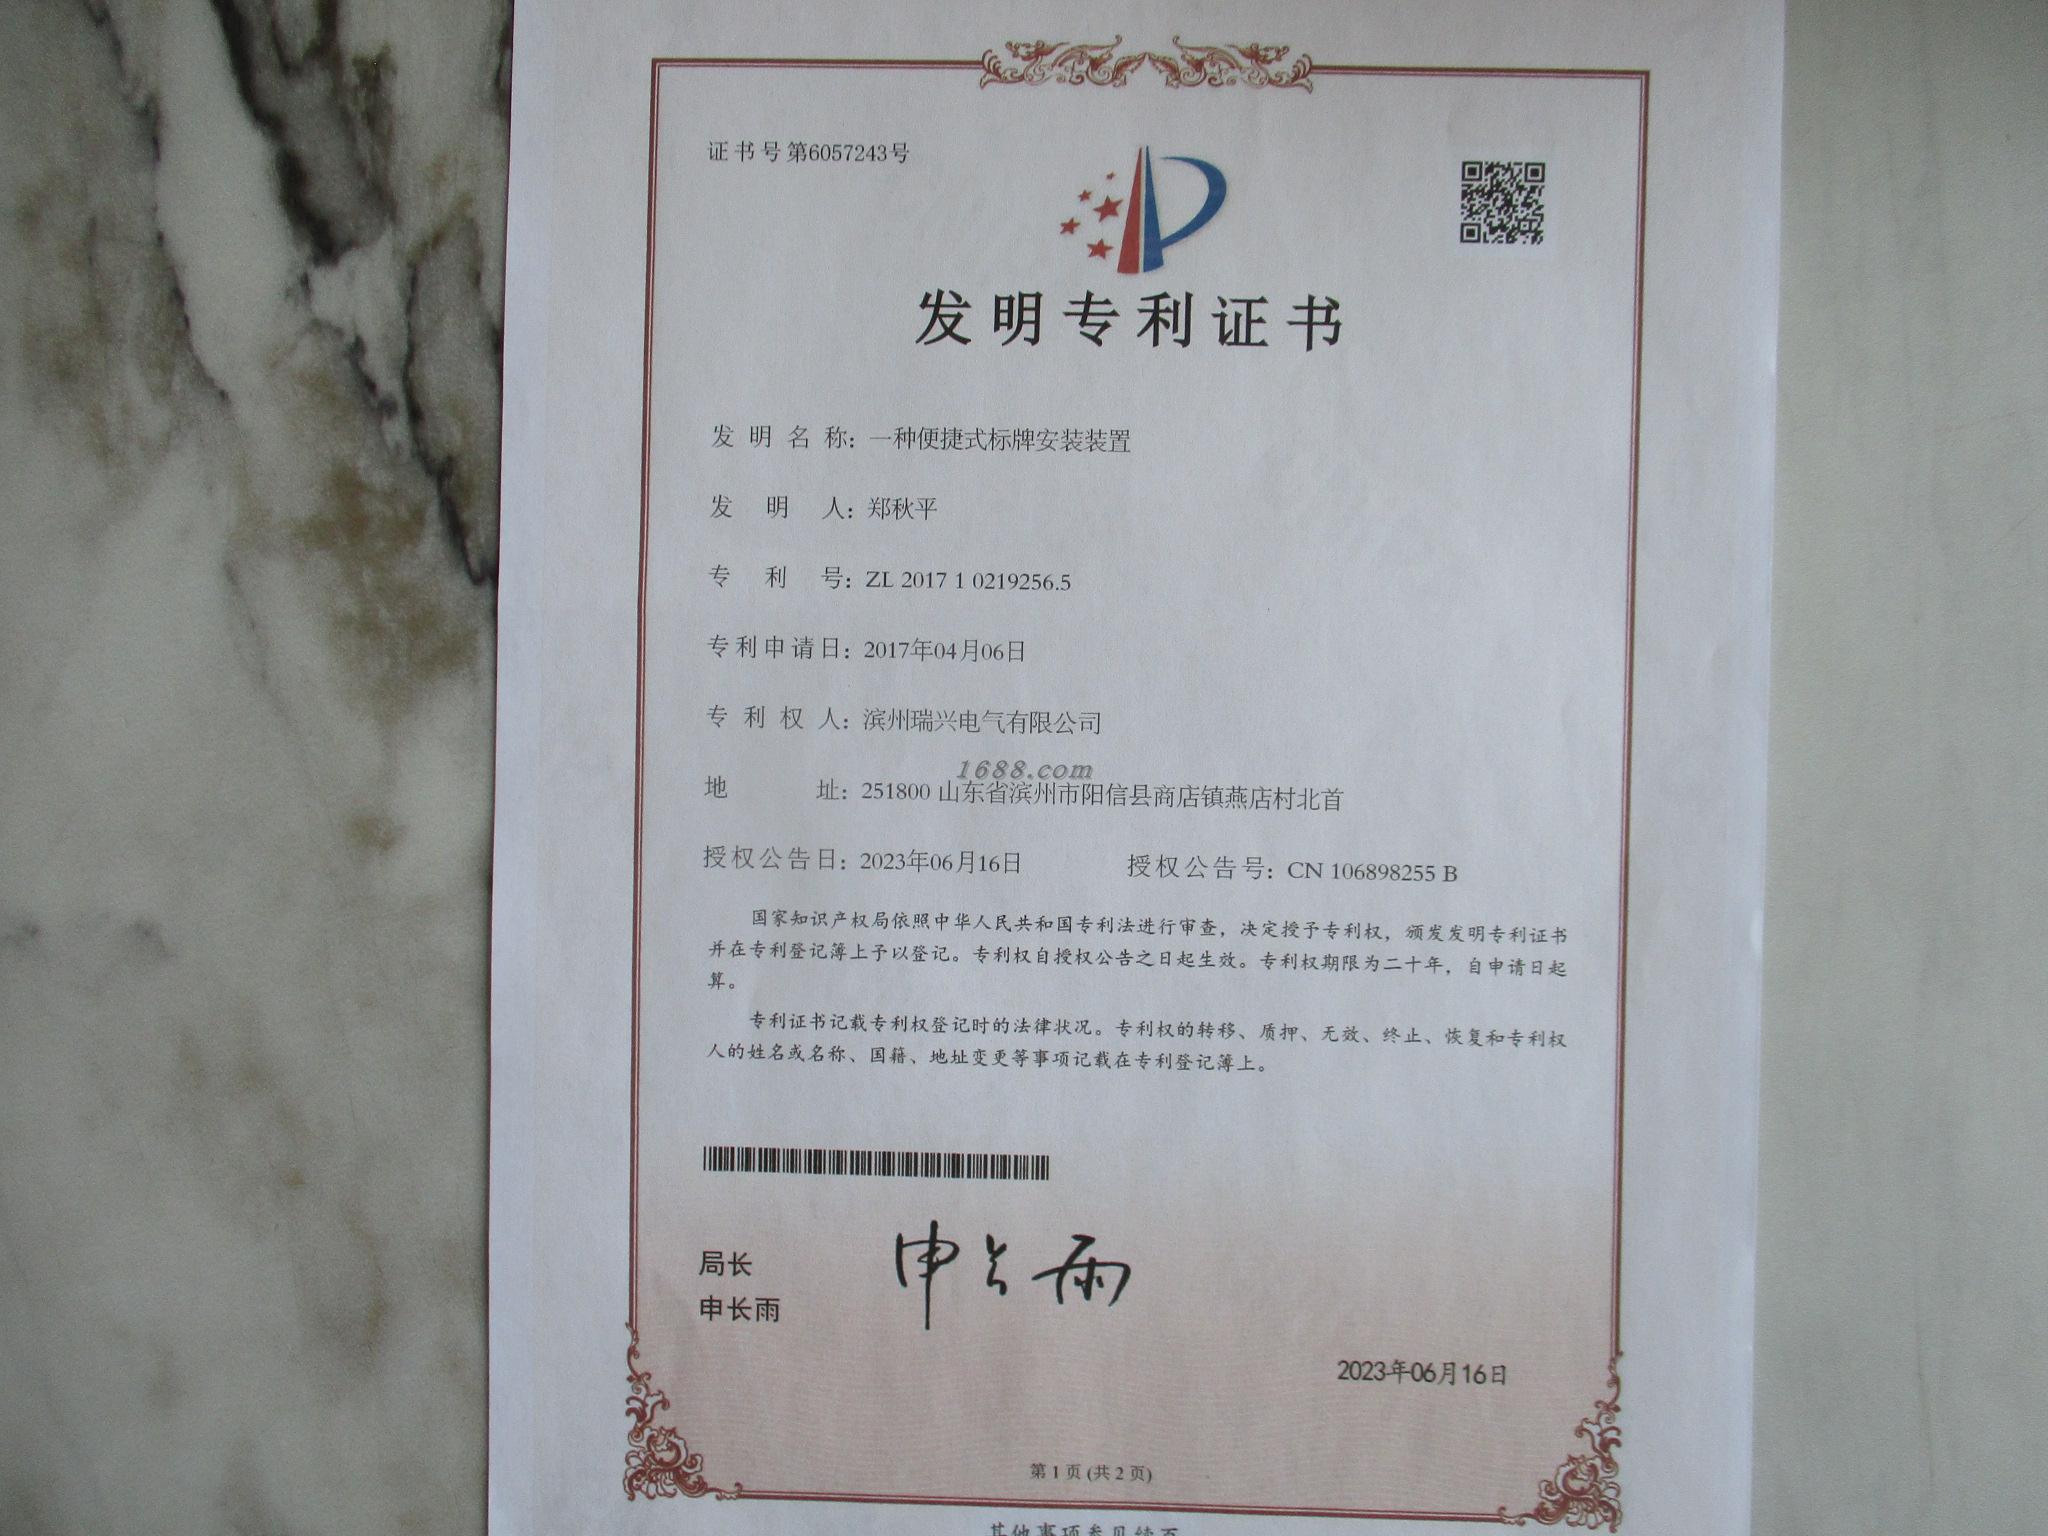 证书号第6057243号
发明专利证书
发明名称：一种便捷式标牌安装装置
发明人：郑秋平
专利号：ZL 2017 1 0219256.5
专利申请日：2017年04月06日
专利权人：滨州瑞兴电气有限公司
1688.com
地址：251800 山东省滨州市阳信县商店镇燕店村北首
授权公告日：2023年06月16日 授权公告号：CN 106898255 B
国家知识产权局依照中华人民共和国专利法进行审查，决定授予专利权，颁发发明专利证书
并在专利登记簿上予以登记。专利权自授权公告之日起生效。专利权期限为二十年，自申请日起
算。
专利证书记载专利权登记时的法律状况。专利权的转移、质押、无效、终止、恢复和专利权
人的姓名或名称、国籍、地址变更等事项记载在专利登记簿上。
局长
申长雨
申长雨
2023年06月16日
第 1 页 (共 2 页)
其他事项参见续页